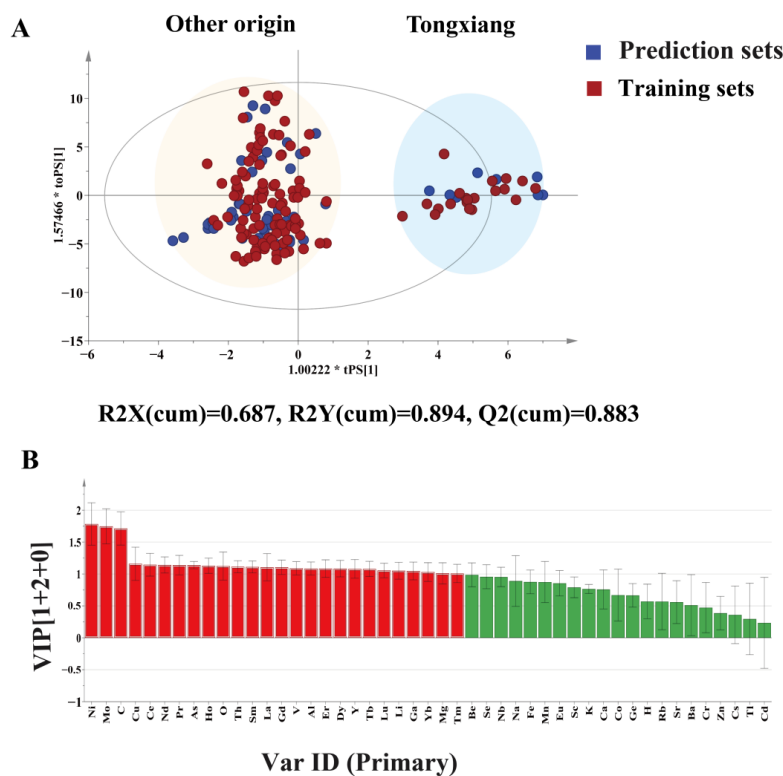 A
Other origin Tongxiang
Prediction sets
Training sets
10
5
0
−5
−10
−15
1.57466 * toPS[1]
−6 −4 −2 0 2 4 6
1.00222 * tPS[1]
R2X(cum)=0.687, R2Y(cum)=0.894, Q2(cum)=0.883
B
VIP[1+2+0]
2
1.5
1
0.5
0
−0.5
−1
Ni Mo C Cu Ce Nd Pr As Ho O Th Sm La Gd V Al Er Dy Y Tb Lu Li Ga Yb Mg Tm Be Se Nb Na Fe Mn Eu Sc K Ca Co Ge H Rb Sr Ba Cr Zn Cs Tl Cd
Var ID (Primary)